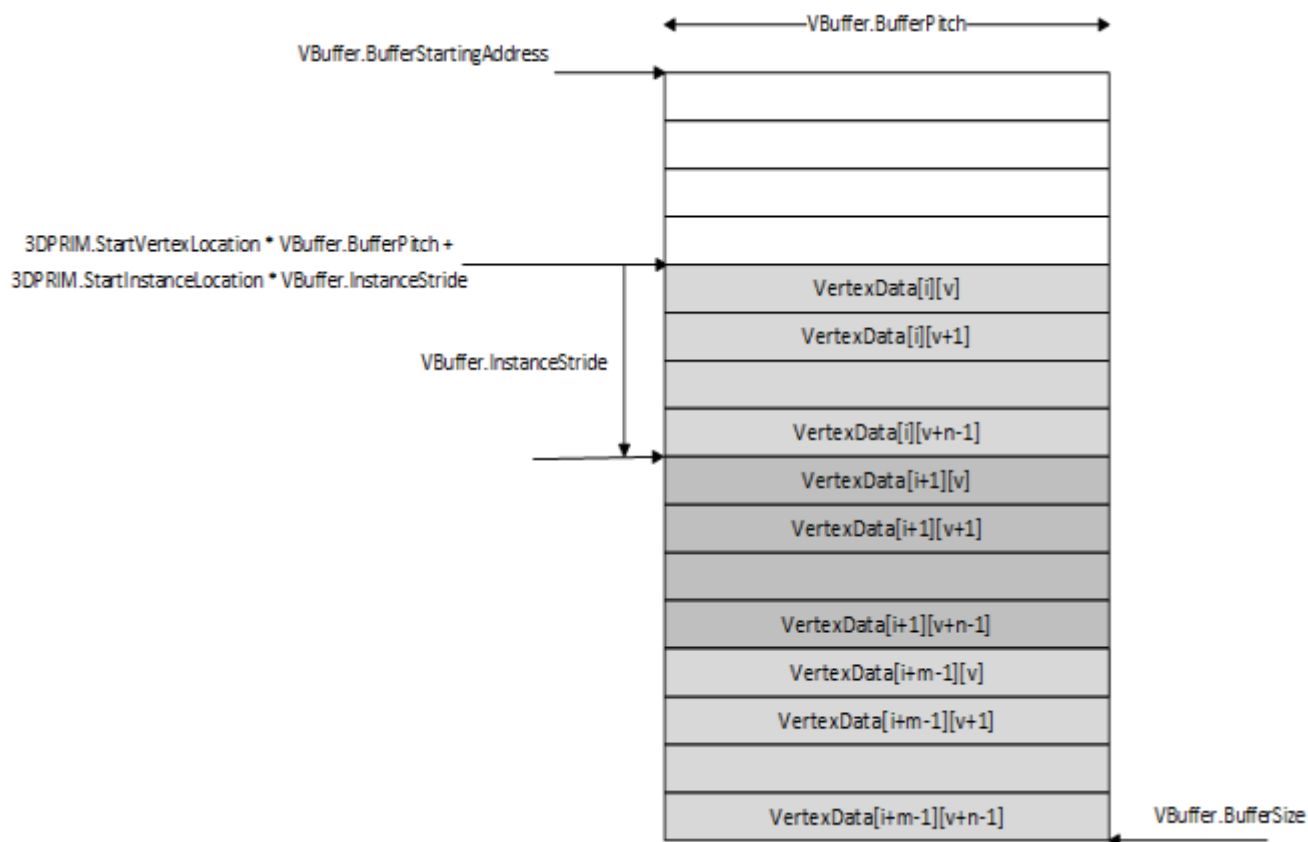 VBuffer.BufferPitch
VBuffer.BufferStartingAddress
3DPRIM.StartVertexLocation * VBuffer.BufferPitch +
3DPRIM.StartInstanceLocation * VBuffer.InstanceStride
VertexData[i][v]
VertexData[i][v+1]
VBuffer.InstanceStride
VertexData[i][v+n-1]
VertexData[i+1][v]
VertexData[i+1][v+1]
VertexData[i+1][v+n-1]
VertexData[i+m-1][v]
VertexData[i+m-1][v+1]
VertexData[i+m-1][v+n-1]
VBuffer.BufferSize